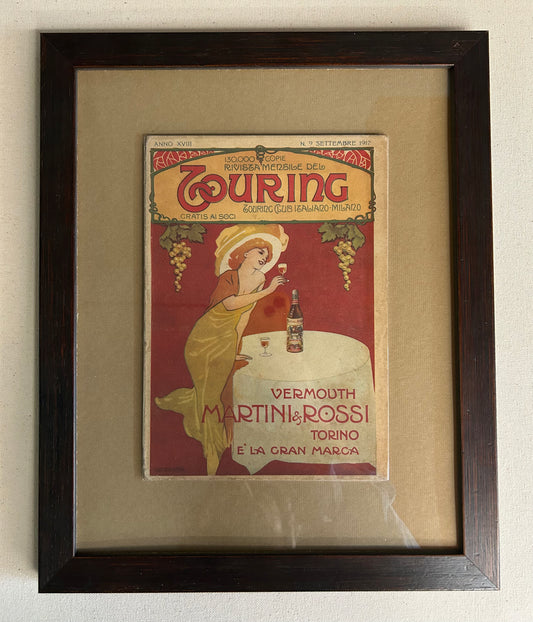 ANNO XVIII N. 9 SETTEMBRE 1912
130.000 COPIE
RIVISTA MENSILE DEL
TOURING
TOURING CLUB ITALIANO-MILANO
GRATIS AI SOCI
VERMOUTH
MARTINI & ROSSI
TORINO
E' LA GRAN MARCA